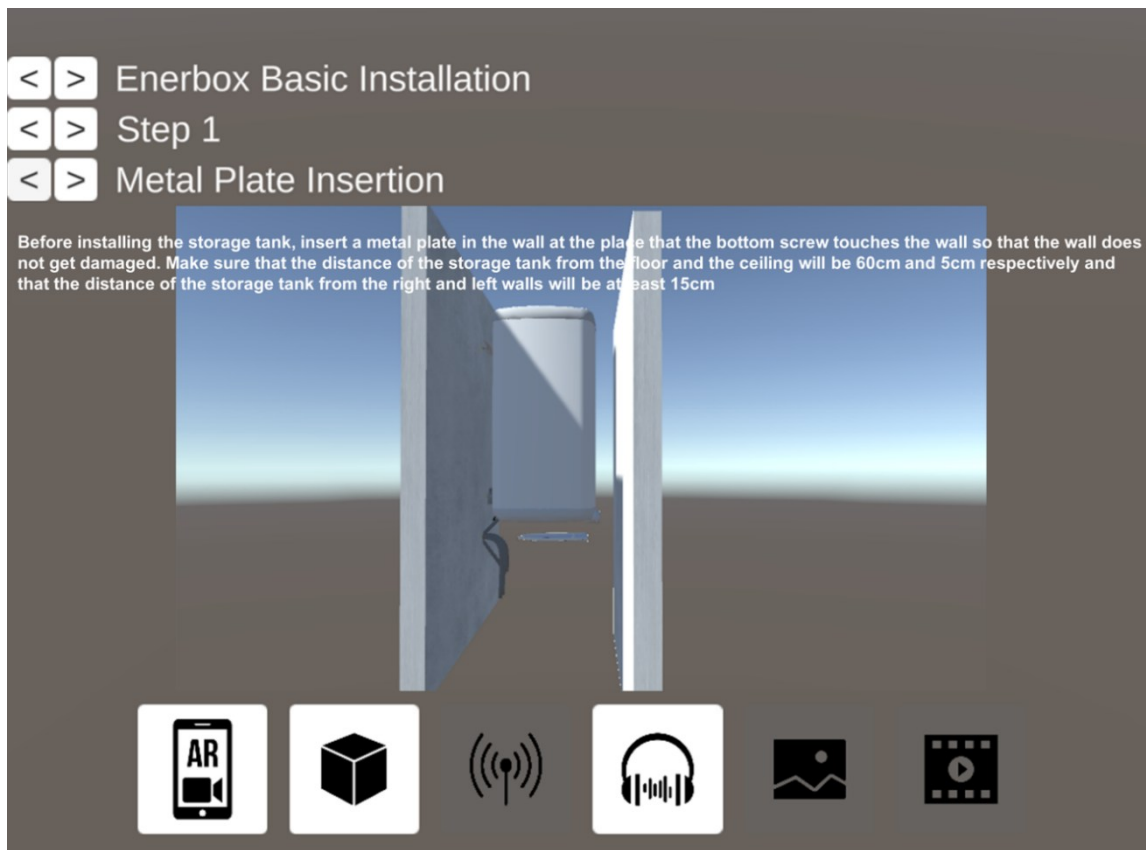 < > Enerbox Basic Installation
< > Step 1
< > Metal Plate Insertion
Before installing the storage tank, insert a metal plate in the wall at the place that the bottom screw touches the wall so that the wall does
not get damaged. Make sure that the distance of the storage tank from the floor and the ceiling will be 60cm and 5cm respectively and
that the distance of the storage tank from the right and left walls will be at least 15cm
AR